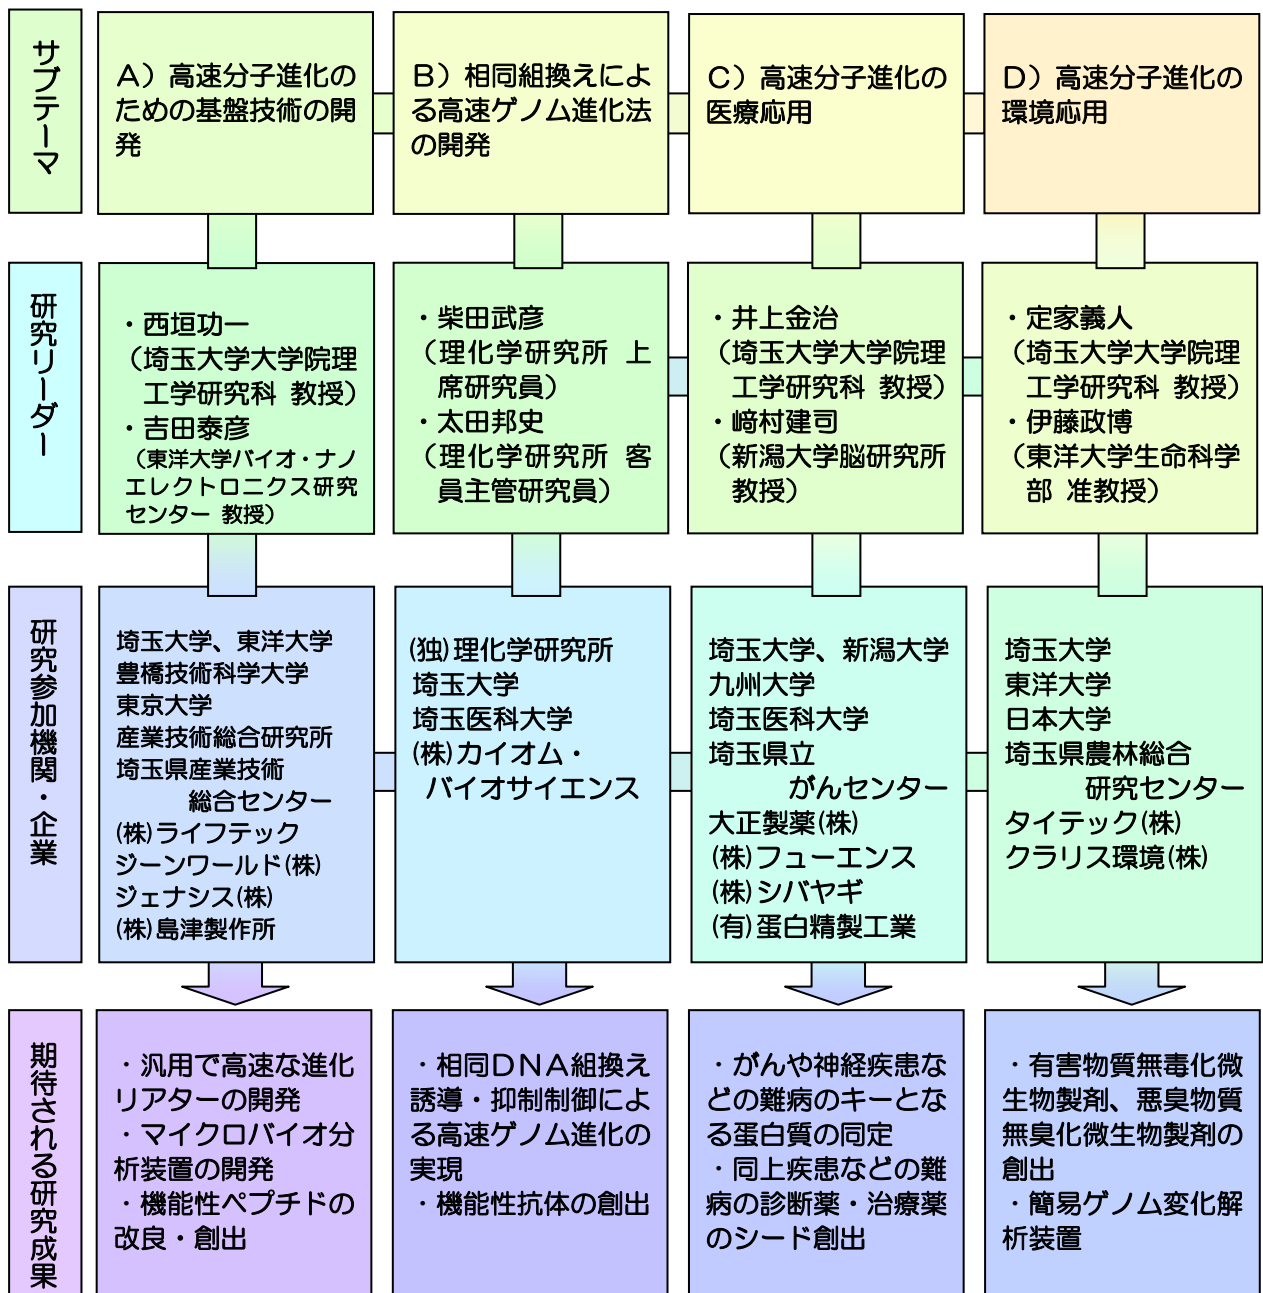 サブテーマ
A）高速分子進化の
ための基盤技術の開
発
B）相同組換えによ
る高速ゲノム進化法
の開発
C）高速分子進化の
医療応用
D）高速分子進化の
環境応用
研究リーダー
・西垣功一
（埼玉大学大学院理
工学研究科 教授）
・吉田泰彦
（東洋大学バイオ・ナノ
エレクトロニクス研究
センター 教授）
・柴田武彦
（理化学研究所 上
席研究員）
・太田邦史
（理化学研究所 客
員主管研究員）
・井上金治
（埼玉大学大学院理
工学研究科 教授）
・﨑村建司
（新潟大学脳研究所
教授）
・定家義人
（埼玉大学大学院理
工学研究科 教授）
・伊藤政博
（東洋大学生命科学
部 准教授）
研究参加機関・企業
埼玉大学、東洋大学
豊橋技術科学大学
東京大学
産業技術総合研究所
埼玉県産業技術
総合センター
(株)ライフテック
ジーンワールド(株)
ジェナシス(株)
(株)島津製作所
(独)理化学研究所
埼玉大学
埼玉医科大学
(株)カイオム・
バイオサイエンス
埼玉大学、新潟大学
九州大学
埼玉医科大学
埼玉県立
がんセンター
大正製薬(株)
(株)フューエンス
(株)シバヤギ
(有)蛋白精製工業
埼玉大学
東洋大学
日本大学
埼玉県農林総合
研究センター
タイテック(株)
クラリス環境(株)
期待される研究成果
・汎用で高速な進化
リアターの開発
・マイクロバイオ分
析装置の開発
・機能性ペプチドの
改良・創出
・相同DNA組換え
誘導・抑制制御によ
る高速ゲノム進化の
実現
・機能性抗体の創出
・がんや神経疾患な
どの難病のキーとな
る蛋白質の同定
・同上疾患などの難
病の診断薬・治療薬
のシード創出
・有害物質無毒化微
生物製剤、悪臭物質
無臭化微生物製剤の
創出
・簡易ゲノム変化解
析装置